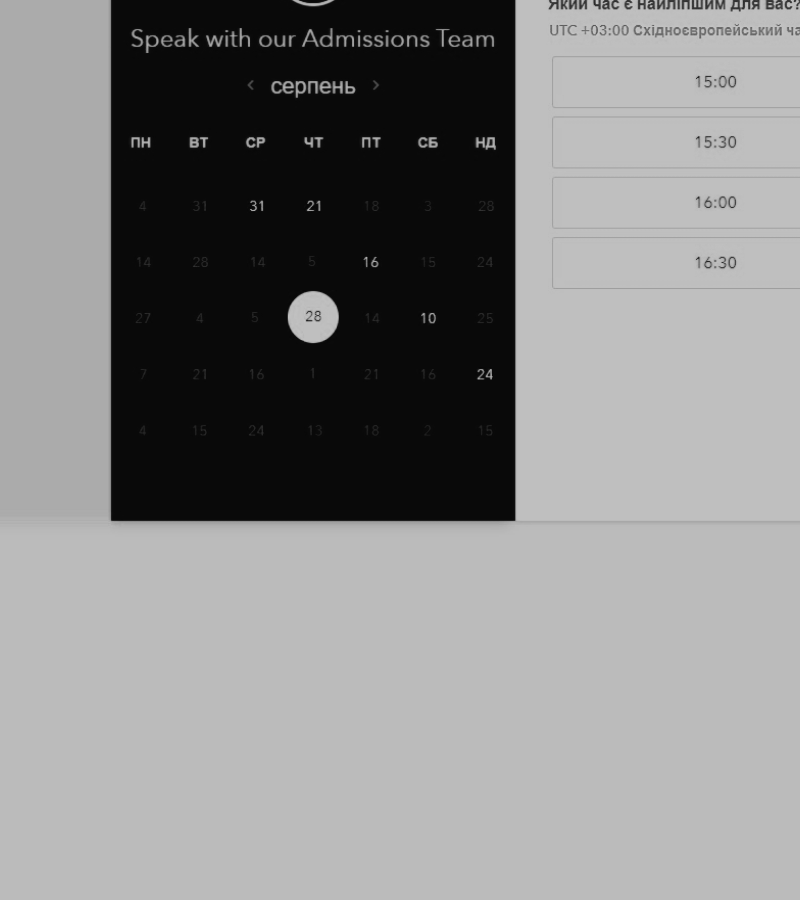 Speak with our Admissions Team
серпень
ПН ВТ СР ЧТ ПТ СБ НД
4 31 31 21 18 3 28
14 28 14 5 16 15 24
27 4 5 28 14 10 25
7 21 16 1 21 16 24
4 15 24 13 18 2 15
Який час є найліпшим для вас?
UTC +03:00 Східноєвропейський ча
15:00
15:30
16:00
16:30